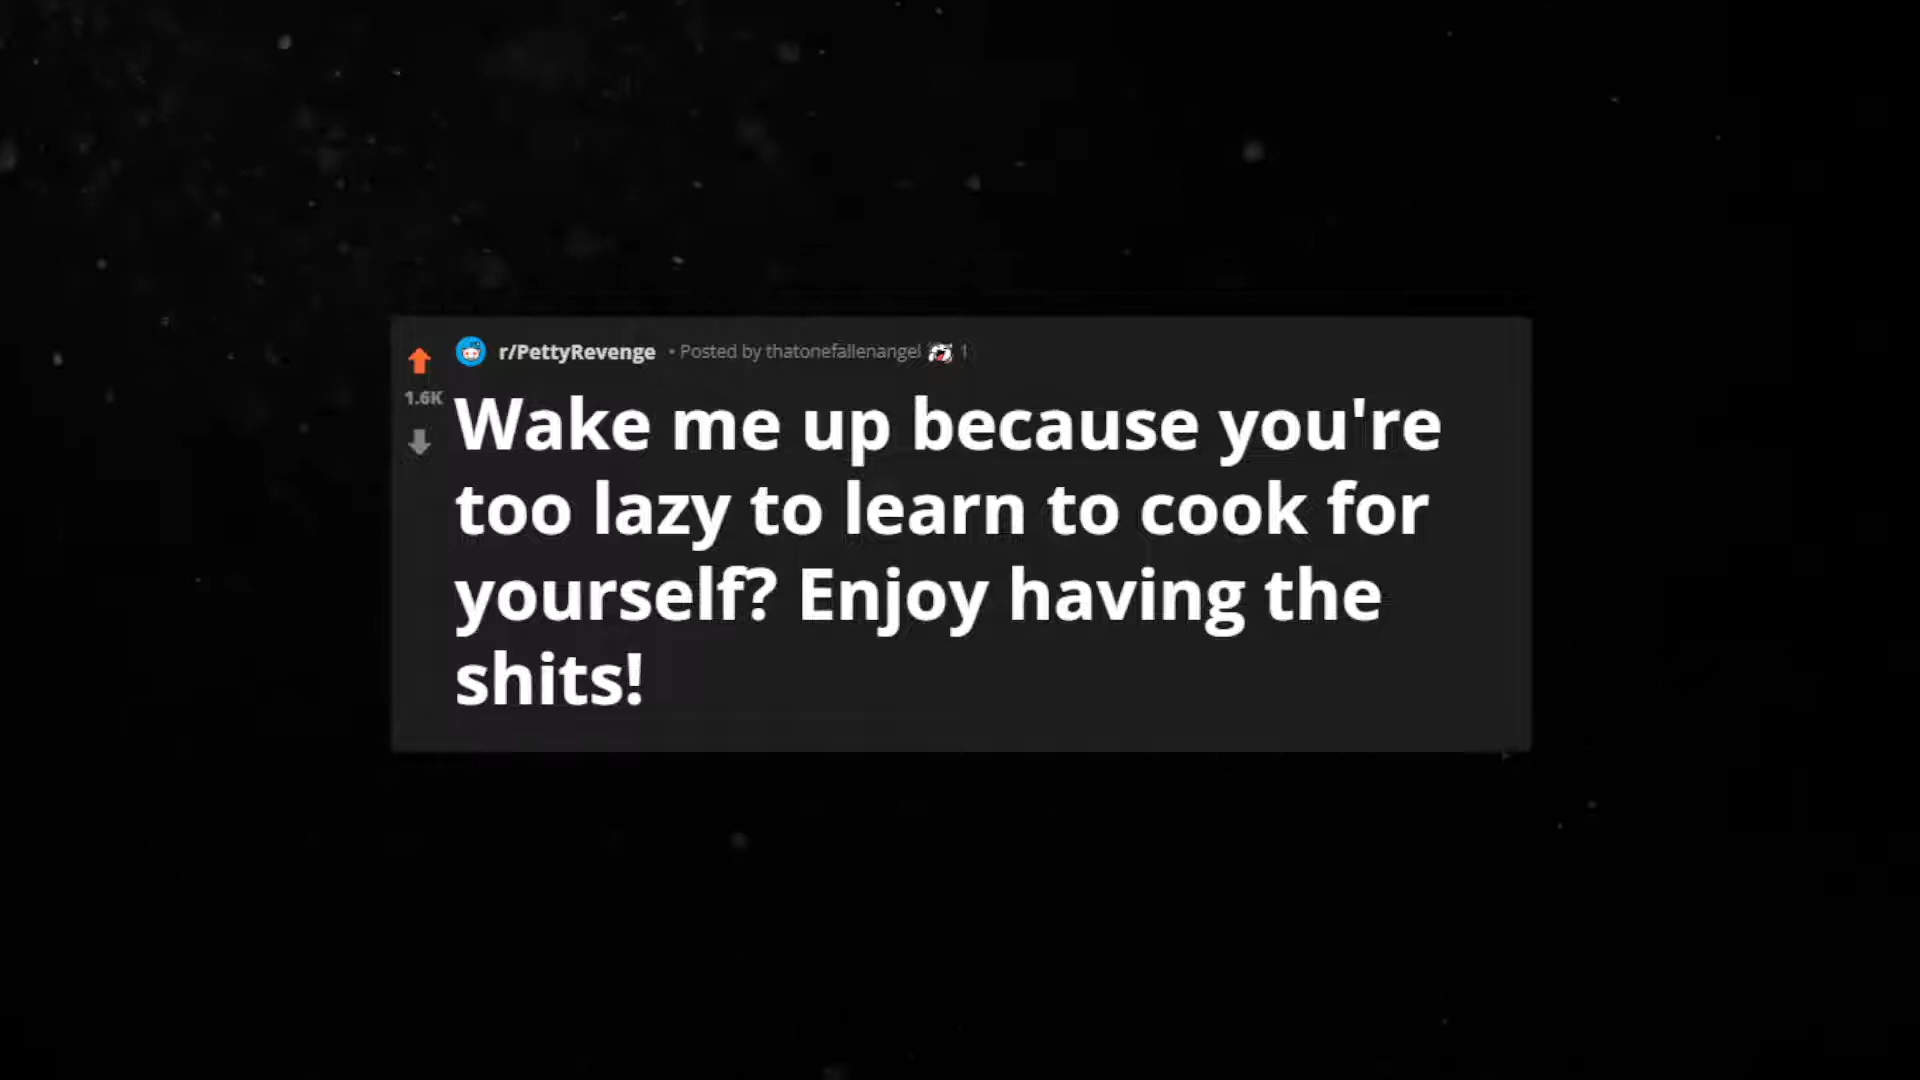 r/PettyRevenge • Posted by thatonefallenangel 1
1.6K
Wake me up because you're
too lazy to learn to cook for
yourself? Enjoy having the
shits!